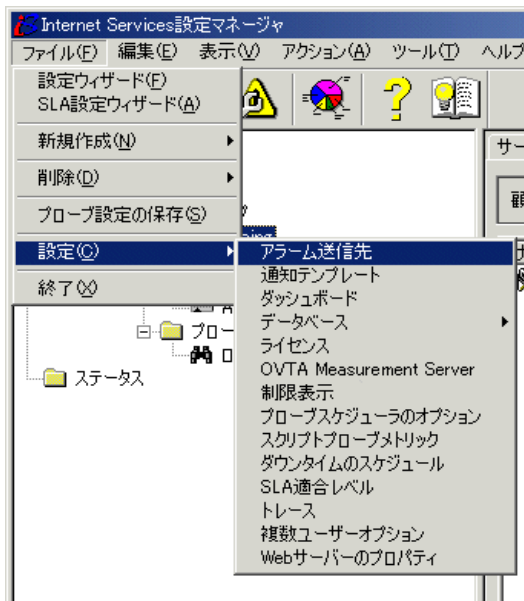 Internet Services設定マネージャ
ファイル(F) 編集(E) 表示(V) アクション(A) ツール(T) ヘルプ
設定ウィザード(F)
SLA設定ウィザード(A)
新規作成(N)
削除(D)
プローブ設定の保存(S)
設定(C)
終了(X)
アラーム送信先
通知テンプレート
ダッシュボード
データベース
ライセンス
OVTA Measurement Server
制限表示
プローブスケジューラのオプション
スクリプトプローブメトリック
ダウンタイムのスケジュール
SLA適合レベル
トレース
複数ユーザーオプション
Webサーバーのプロパティ
プロー
ステータス
サー
顧